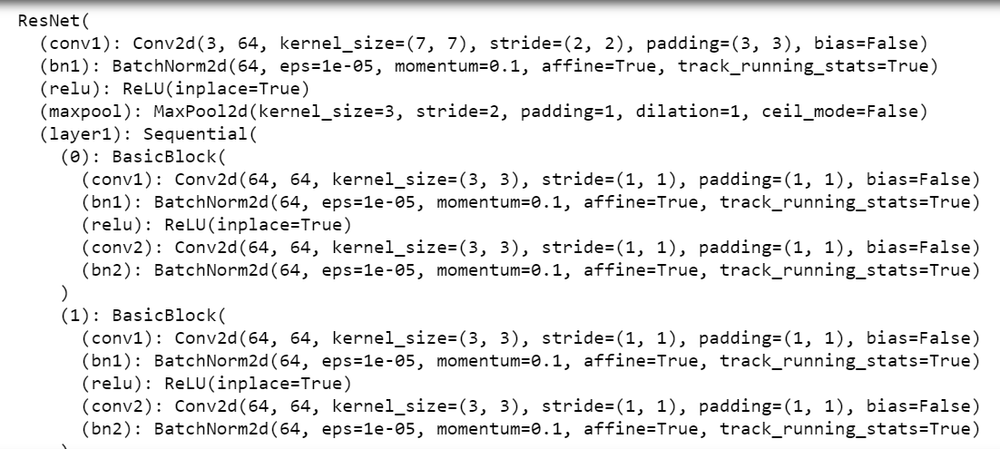 ResNet(
  (conv1): Conv2d(3, 64, kernel_size=(7, 7), stride=(2, 2), padding=(3, 3), bias=False)
  (bn1): BatchNorm2d(64, eps=1e-05, momentum=0.1, affine=True, track_running_stats=True)
  (relu): ReLU(inplace=True)
  (maxpool): MaxPool2d(kernel_size=3, stride=2, padding=1, dilation=1, ceil_mode=False)
  (layer1): Sequential(
    (0): BasicBlock(
      (conv1): Conv2d(64, 64, kernel_size=(3, 3), stride=(1, 1), padding=(1, 1), bias=False)
      (bn1): BatchNorm2d(64, eps=1e-05, momentum=0.1, affine=True, track_running_stats=True)
      (relu): ReLU(inplace=True)
      (conv2): Conv2d(64, 64, kernel_size=(3, 3), stride=(1, 1), padding=(1, 1), bias=False)
      (bn2): BatchNorm2d(64, eps=1e-05, momentum=0.1, affine=True, track_running_stats=True)
    )
    (1): BasicBlock(
      (conv1): Conv2d(64, 64, kernel_size=(3, 3), stride=(1, 1), padding=(1, 1), bias=False)
      (bn1): BatchNorm2d(64, eps=1e-05, momentum=0.1, affine=True, track_running_stats=True)
      (relu): ReLU(inplace=True)
      (conv2): Conv2d(64, 64, kernel_size=(3, 3), stride=(1, 1), padding=(1, 1), bias=False)
      (bn2): BatchNorm2d(64, eps=1e-05, momentum=0.1, affine=True, track_running_stats=True)
    )